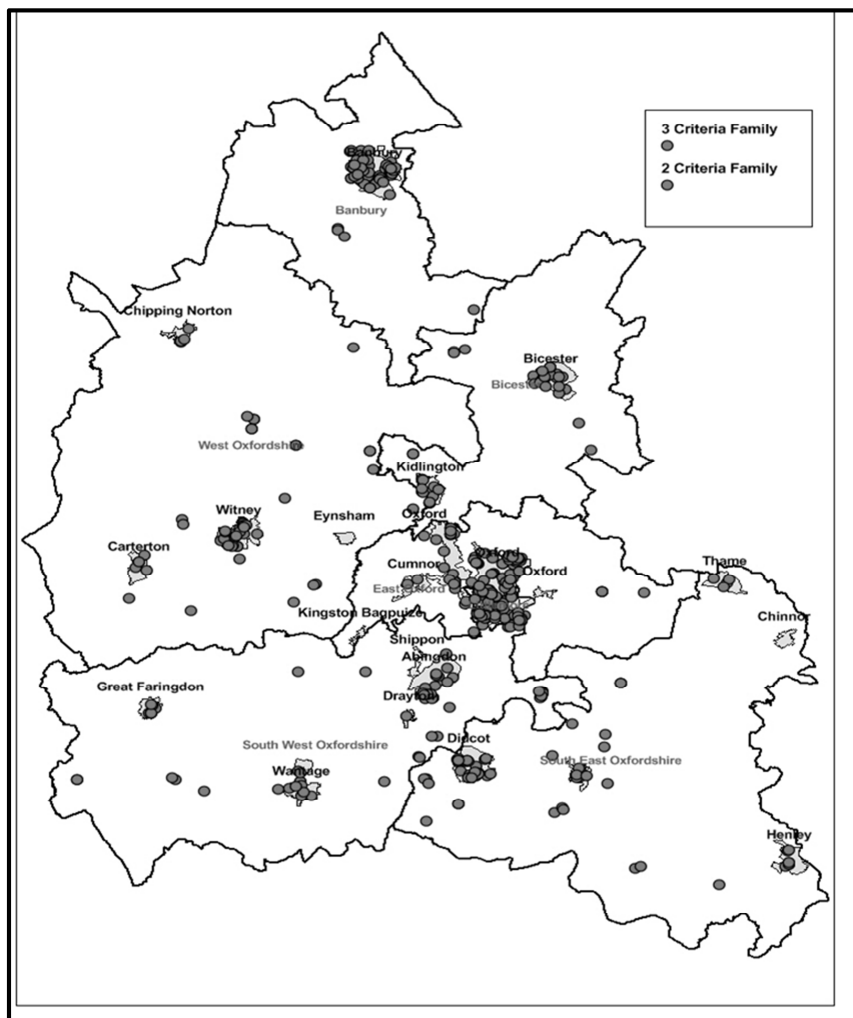 3 Criteria Family
2 Criteria Family
Banbury
Banbury
Chipping Norton
Bicester
Bicester
West Oxfordshire
Kidlington
Witney
Eynsham
Oxford
Carterton
Cumnor
Oxford
Oxford
Thame
East Oxford
Kingston Bagpuize
Chinnor
Shippon
Abingdon
Great Faringdon
Drayton
South West Oxfordshire
Didcot
South East Oxfordshire
Wantage
Henley